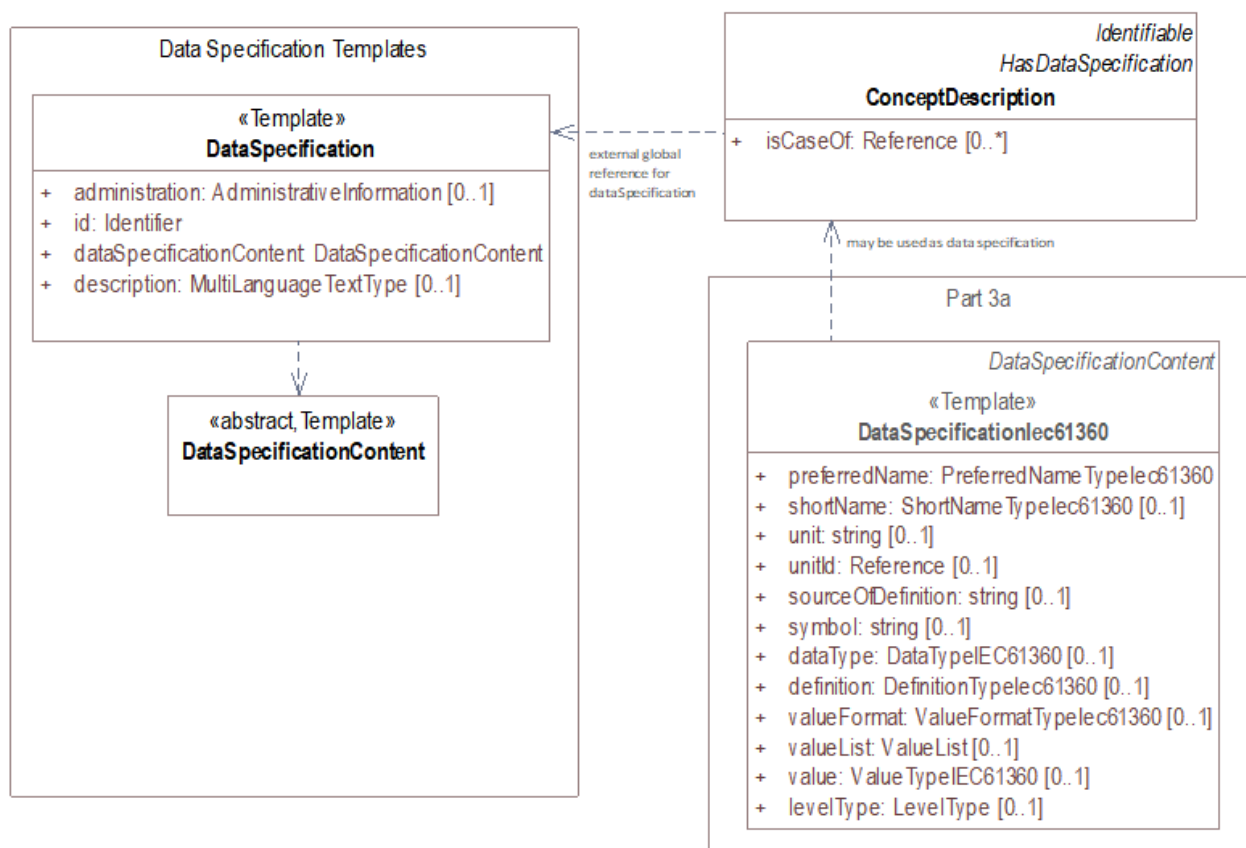 Data Specification Templates
«Template»
DataSpecification
+ administration: AdministrativeInformation [0..1]
+ id: Identifier
+ dataSpecificationContent: DataSpecificationContent
+ description: MultiLanguageTextType [0..1]
«abstract,Template»
DataSpecificationContent
external global
reference for
dataSpecification
Identifiable
HasDataSpecification
ConceptDescription
+ isCaseOf: Reference [0..*]
may be used as data specification
Part 3a
DataSpecificationContent
«Template»
DataSpecificationIec61360
+ preferredName: PreferredNameTypeIec61360
+ shortName: ShortNameTypeIec61360 [0..1]
+ unit: string [0..1]
+ unitId: Reference [0..1]
+ sourceOfDefinition: string [0..1]
+ symbol: string [0..1]
+ dataType: DataTypeIEC61360 [0..1]
+ definition: DefinitionTypeIec61360 [0..1]
+ valueFormat: ValueFormatTypeIec61360 [0..1]
+ valueList: ValueList [0..1]
+ value: ValueTypeIEC61360 [0..1]
+ levelType: LevelType [0..1]